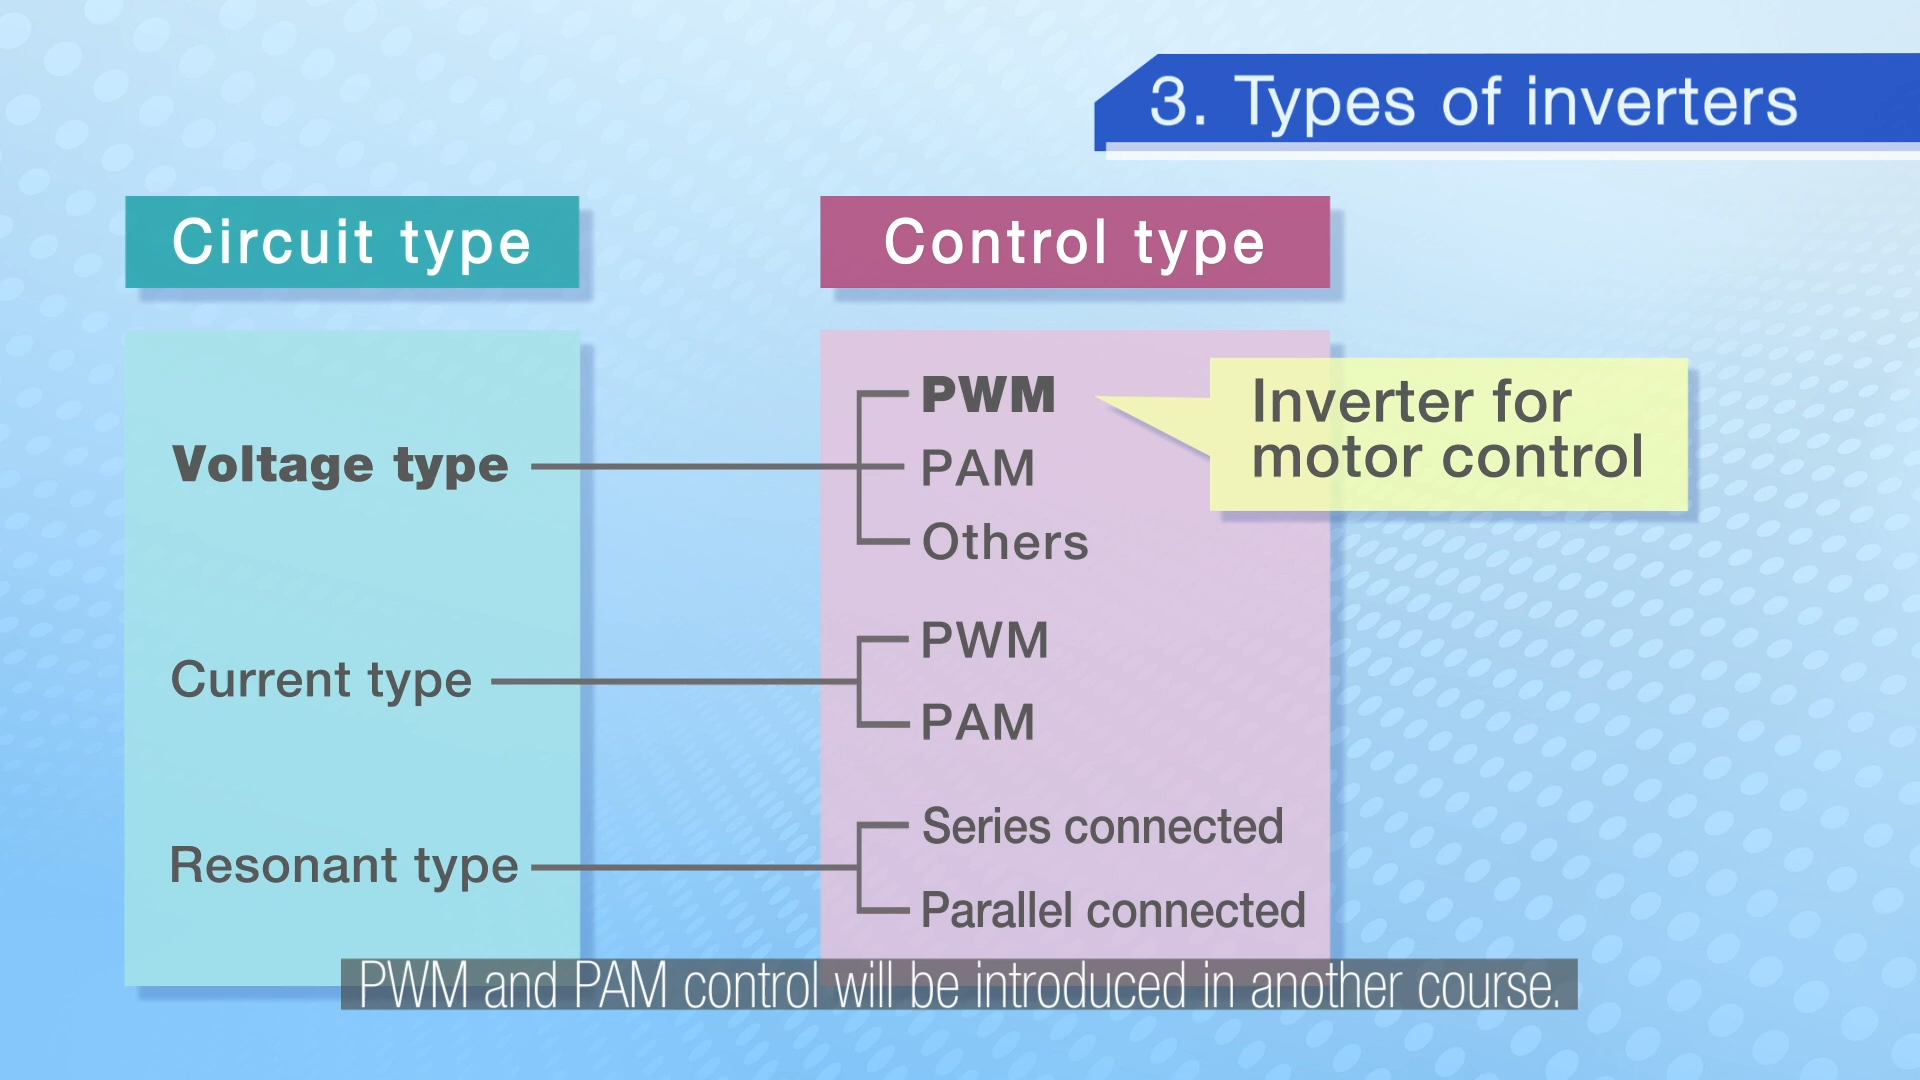 3. Types of inverters
Circuit type
Control type
Voltage type
PWM
PAM
Others
Inverter for
motor control
Current type
PWM
PAM
Resonant type
Series connected
Parallel connected
PWM and PAM control will be introduced in another course.